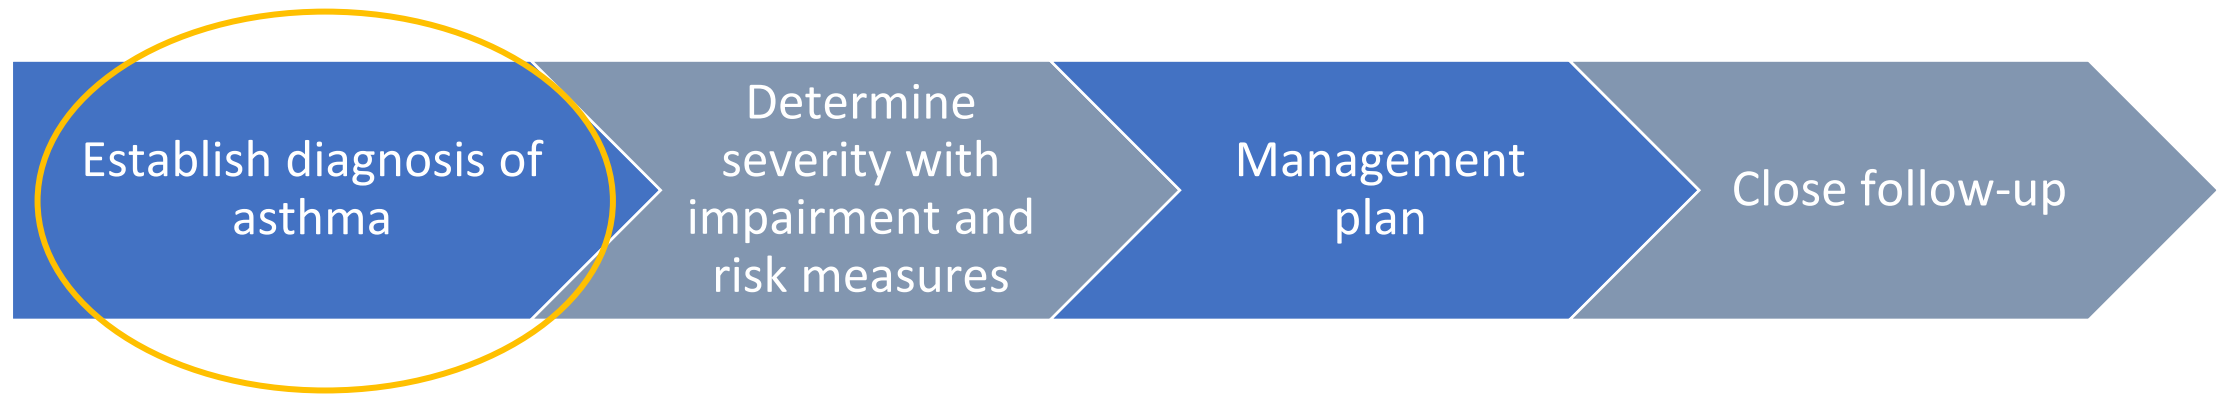 Establish diagnosis of
asthma
Determine
severity with
impairment and
risk measures
Management
plan
Close follow-up